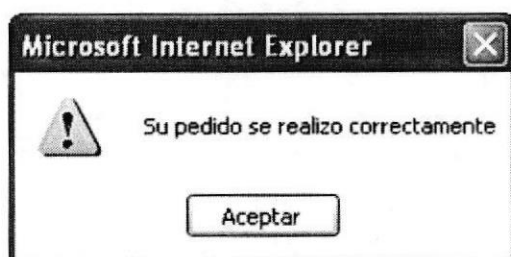 Microsoft Internet Explorer
Su pedido se realizo correctamente
Aceptar